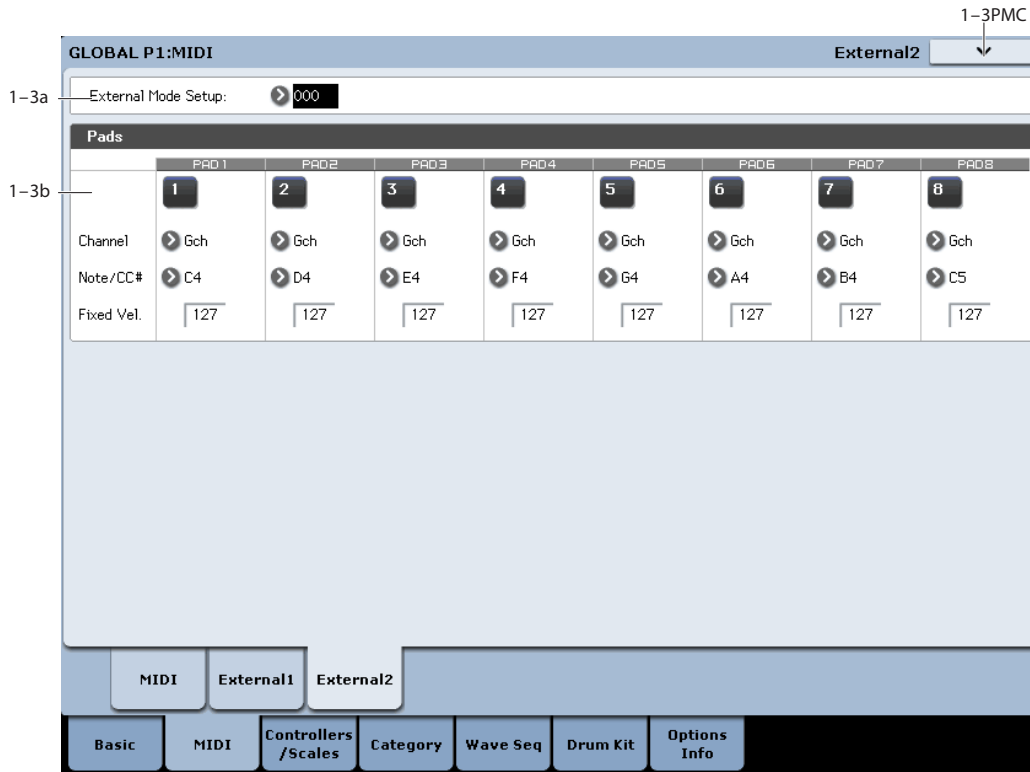 1–3PMC
GLOBAL P1:MIDI External2
1–3a External Mode Setup: 000
Pads
PAD1 PAD2 PAD3 PAD4 PAD5 PAD6 PAD7 PAD8
1–3b 1 2 3 4 5 6 7 8
Channel Gch Gch Gch Gch Gch Gch Gch Gch
Note/CC# C4 D4 E4 F4 G4 A4 B4 C5
Fixed Vel. 127 127 127 127 127 127 127 127
MIDI External1 External2
Basic MIDI Controllers /Scales Category Wave Seq Drum Kit Options Info